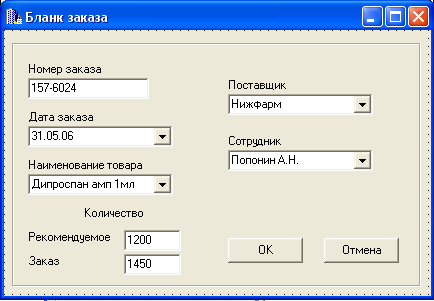 Бланк заказа
Номер заказа
157-6024
Дата заказа
31.05.06
Наименование товара
Дипроспан амп 1мл
Количество
Рекомендуемое 1200
Заказ 1450
Поставщик
Нижфарм
Сотрудник
Попонин А.Н.
OK Отмена